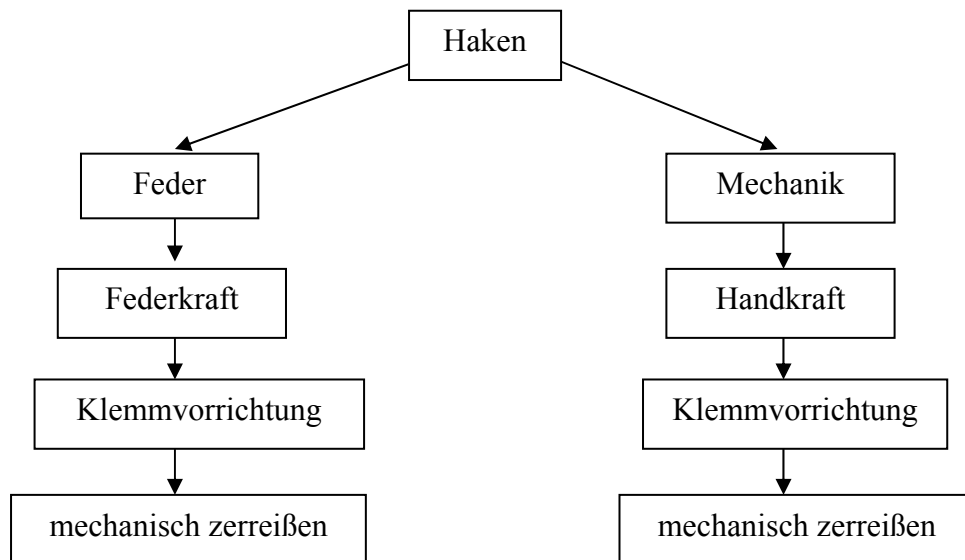 Haken
Feder
Mechanik
Federkraft
Handkraft
Klemmvorrichtung
Klemmvorrichtung
mechanisch zerreißen
mechanisch zerreißen